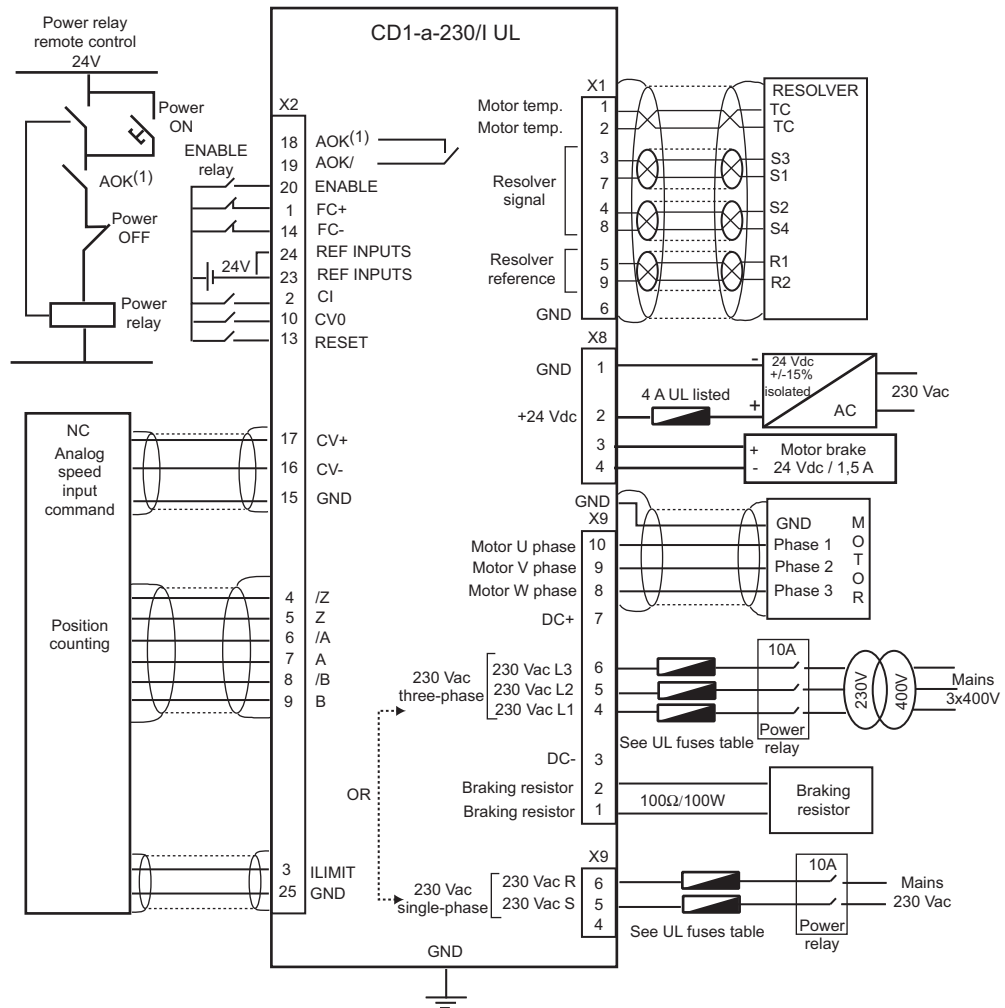 CD1-a-230/I UL
Power relay
remote control
24V
Power
ON
AOK(1)
Power
OFF
Power
relay
ENABLE
relay
24V
X2
18 AOK(1)
19 AOK/
20 ENABLE
1 FC+
14 FC-
24 REF INPUTS
23 REF INPUTS
2 CI
10 CV0
13 RESET
NC
Analog
speed
input
command
17 CV+
16 CV-
15 GND
Position
counting
4 /Z
5 Z
6 /A
7 A
8 /B
9 B
3 ILIMIT
25 GND
X1
Motor temp. 1
Motor temp. 2
Resolver
signal
3
7
4
8
Resolver
reference
5
9
GND 6
RESOLVER
TC
TC
S3
S1
S2
S4
R1
R2
X8
GND 1
+24 Vdc 2
3
4
4 A UL listed
-
+
24 Vdc
+/-15%
isolated
AC
230 Vac
+ Motor brake
- 24 Vdc / 1,5 A
GND
X9
Motor U phase 10
Motor V phase 9
Motor W phase 8
DC+ 7
GND
Phase 1
Phase 2
Phase 3
MOTOR
230 Vac
three-phase
230 Vac L3 6
230 Vac L2 5
230 Vac L1 4
See UL fuses table
10A
Power
relay
230V
400V
Mains
3x400V
DC- 3
Braking resistor 2
Braking resistor 1
100Ω/100W
Braking
resistor
OR
X9
230 Vac
single-phase
230 Vac R 6
230 Vac S 5
4
See UL fuses table
10A
Power
relay
Mains
230 Vac
GND